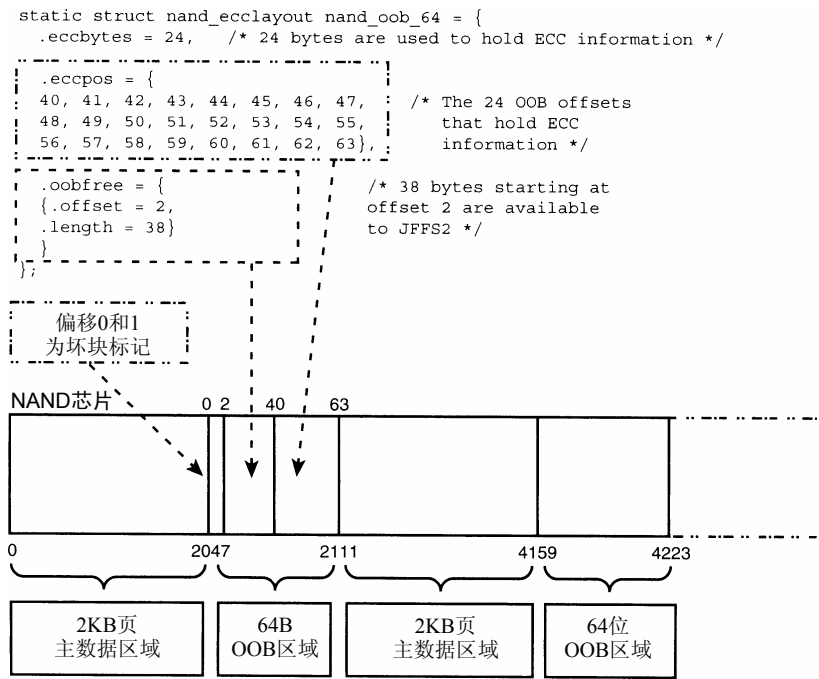 static struct nand_ecclayout nand_oob_64 = {
.eccbytes = 24, /* 24 bytes are used to hold ECC information */
.eccpos = {
40, 41, 42, 43, 44, 45, 46, 47, /* The 24 OOB offsets
48, 49, 50, 51, 52, 53, 54, 55, that hold ECC
56, 57, 58, 59, 60, 61, 62, 63}, information */
.oobfree = { /* 38 bytes starting at
{.offset = 2, offset 2 are available
.length = 38} to JFFS2 */
}
};
偏移0和1
为坏块标记
NAND芯片 0 2 40 63
0 2047 2111 4159 4223
2KB页 64B 2KB页 64位
主数据区域 OOB区域 主数据区域 OOB区域